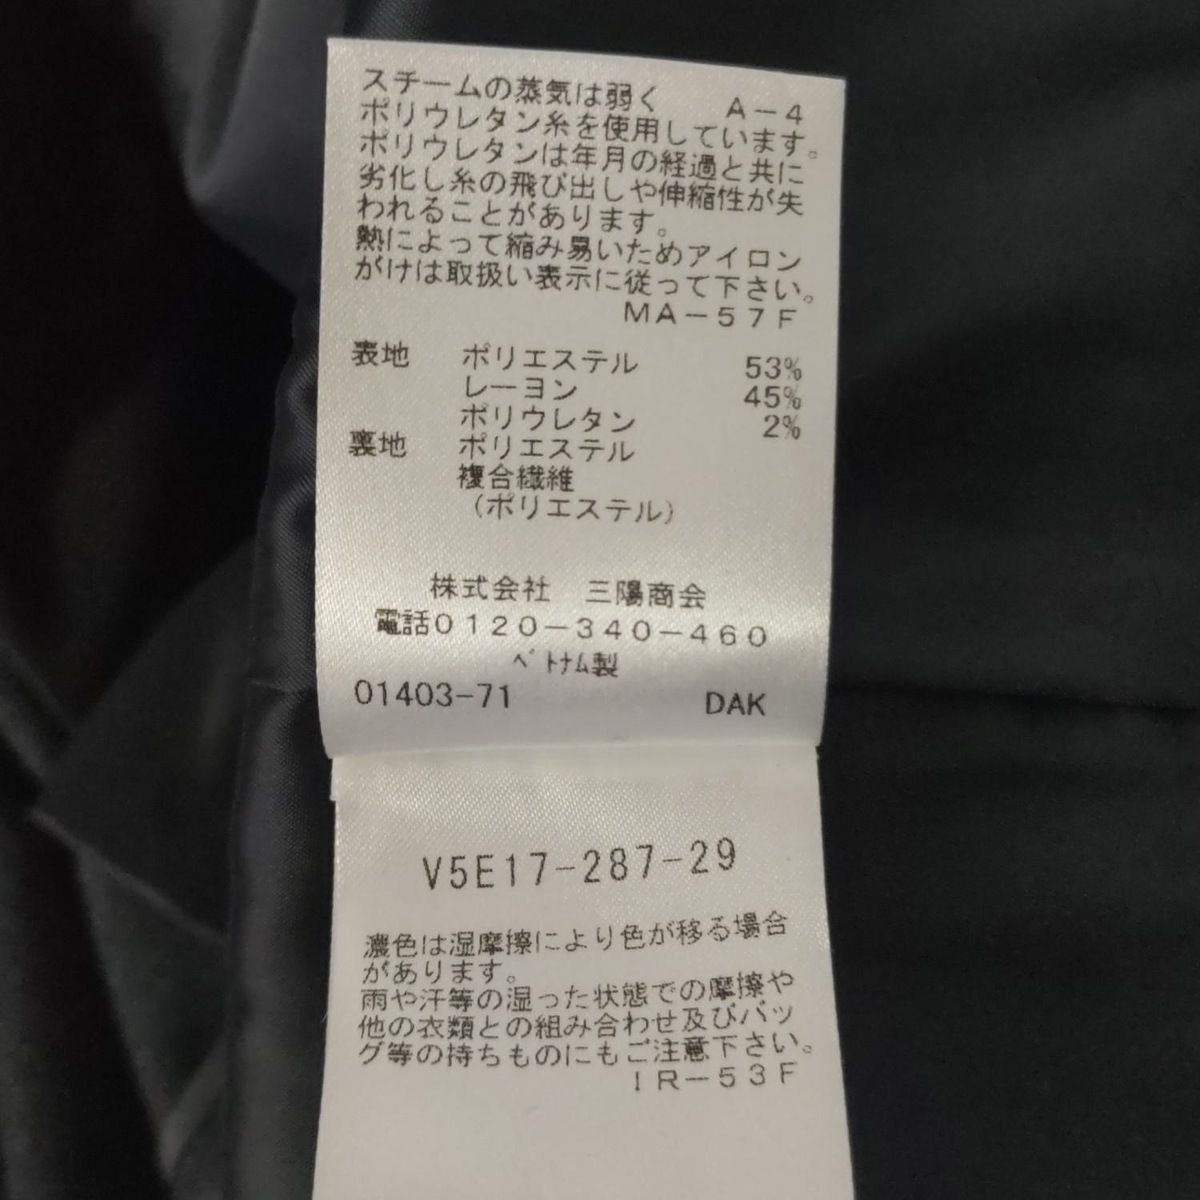 スチームの蒸気は弱く A-4
ポリウレタン糸を使用しています。
ポリウレタンは年月の経過と共に
劣化し糸の飛び出しや伸縮性が失
われることがあります。
熱によって縮み易いためアイロン
がけは取扱い表示に従って下さい。
MA-57F
表地 ポリエステル 53%
レーヨン 45%
ポリウレタン 2%
裏地 ポリエステル
複合繊維
(ポリエステル)
株式会社 三陽商会
電話0120-340-460
ベトナム製
01403-71 DAK
V5E17-287-29
濃色は湿摩擦により色が移る場合
があります。
雨や汗等の湿った状態での摩擦や
他の衣類との組み合わせ及びバッ
グ等の持ちものにもご注意下さい。
IR-53F